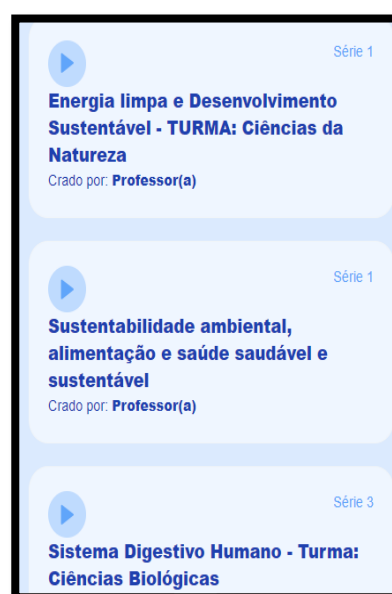 Série 1
Energia limpa e Desenvolvimento
Sustentável - TURMA: Ciências da
Natureza
Crado por: Professor(a)
Série 1
Sustentabilidade ambiental,
alimentação e saúde saudável e
sustentável
Crado por: Professor(a)
Série 3
Sistema Digestivo Humano - Turma:
Ciências Biológicas